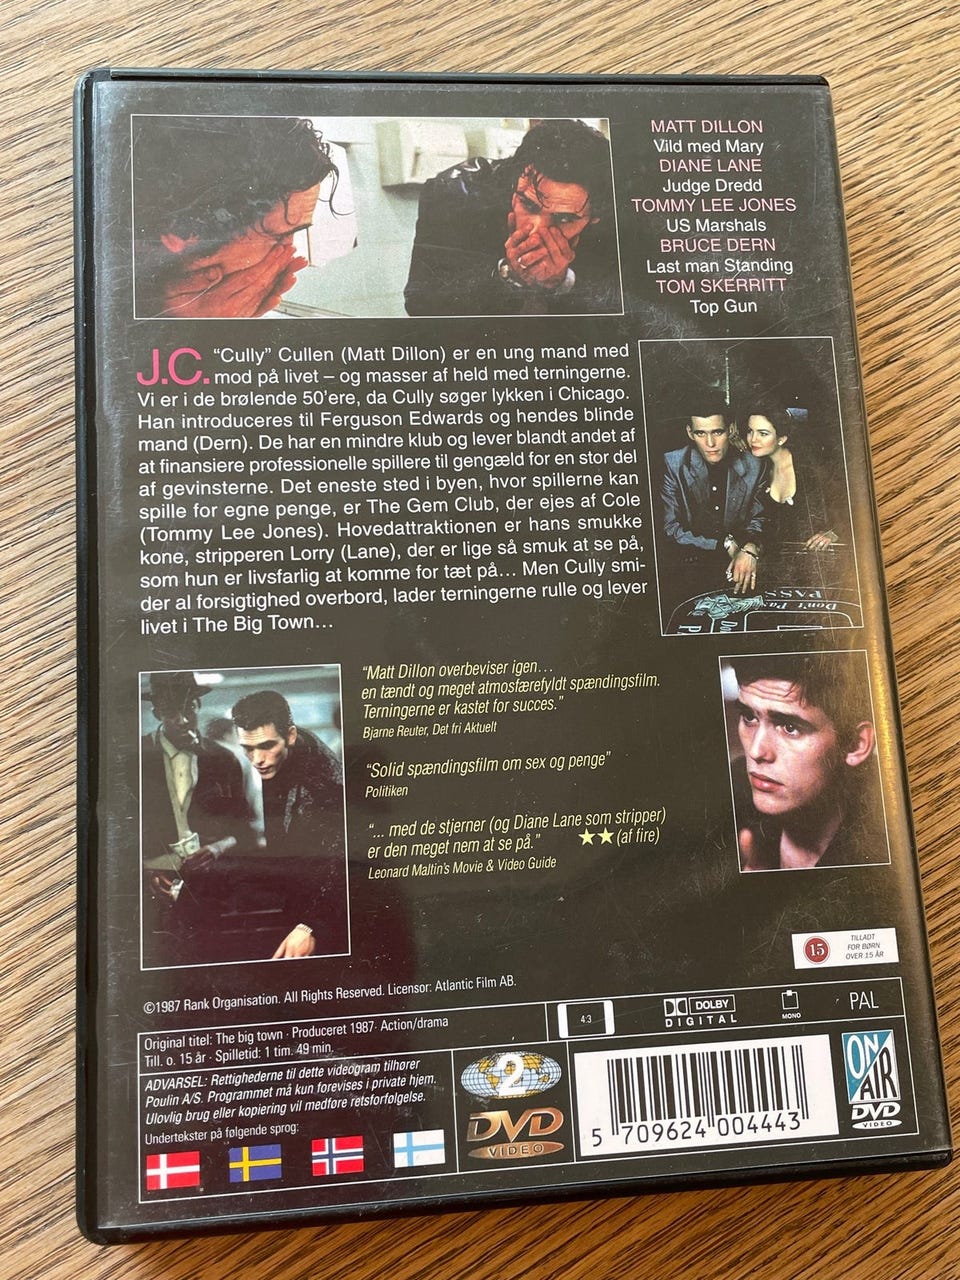 MATT DILLON
Vild med Mary
DIANE LANE
Judge Dredd
TOMMY LEE JONES
US Marshals
BRUCE DERN
Last man Standing
TOM SKERRITT
Top Gun
J.C. “Cully” Cullen (Matt Dillon) er en ung mand med
mod på livet – og masser af held med terningerne.
Vi er i de brølende 50’ere, da Cully søger lykken i Chicago.
Han introduceres til Ferguson Edwards og hendes blinde
mand (Dern). De har en mindre klub og lever blandt andet af
at finansiere professionelle spillere til gengæld for en stor del
af gevinsterne. Det eneste sted i byen, hvor spillerne kan
spille for egne penge, er The Gem Club, der ejes af Cole
(Tommy Lee Jones). Hovedattraktionen er hans smukke
kone, stripperen Lorry (Lane), der er lige så smuk at se på,
som hun er livsfarlig at komme for tæt på... Men Cully smi-
der al forsigtighed overbord, lader terningerne rulle og lever
livet i The Big Town...
PASS
Don't Pass
“Matt Dillon overbeviser igen...
en tændt og meget atmosfærefyldt spændingsfilm.
Terningerne er kastet for succes.”
Bjarne Reuter, Det fri Aktuelt
“Solid spændingsfilm om sex og penge”
Politiken
“... med de stjerner (og Diane Lane som stripper)
er den meget nem at se på.” ★★ (af fire)
Leonard Maltin's Movie & Video Guide
15
TILLADT
FOR BØRN
OVER 15 ÅR
©1987 Rank Organisation. All Rights Reserved. Licensor: Atlantic Film AB.
Original titel: The big town · Produceret 1987· Action/drama
Till. o. 15 år · Spilletid: 1 tim. 49 min.
4:3
DOLBY
DIGITAL
MONO
PAL
ADVARSEL: Rettighederne til dette videogram tilhører
Poulin A/S. Programmet må kun forevises i private hjem.
Ulovlig brug eller kopiering vil medføre retsforfølgelse.
Undertekster på følgende sprog:
2
DVD
VIDEO
5 709624 004443
ON
AIR
DVD
VIDEO